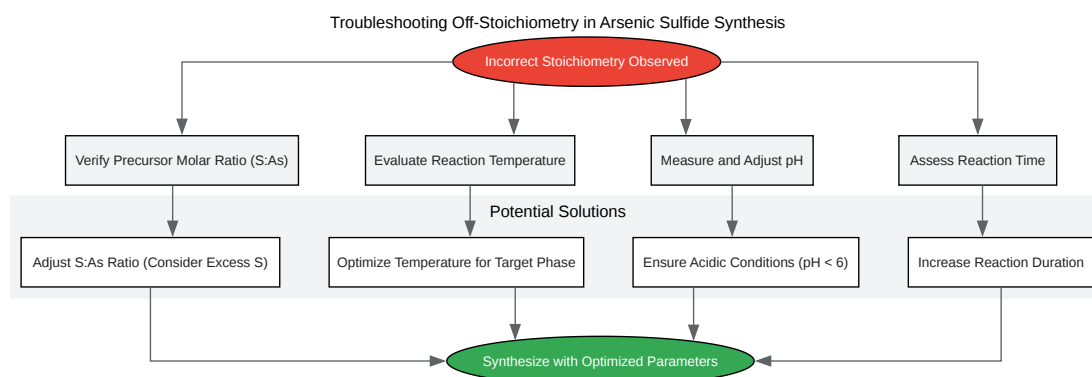 Troubleshooting Off-Stoichiometry in Arsenic Sulfide Synthesis
Incorrect Stoichiometry Observed
Verify Precursor Molar Ratio (S:As)
Evaluate Reaction Temperature
Measure and Adjust pH
Assess Reaction Time
Potential Solutions
Adjust S:As Ratio (Consider Excess S)
Optimize Temperature for Target Phase
Ensure Acidic Conditions (pH < 6)
Increase Reaction Duration
Synthesize with Optimized Parameters